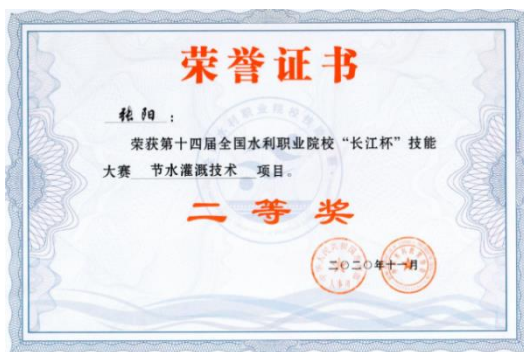 荣誉证书
张阳：
荣获第十四届全国水利职业院校“长江杯”技能
大赛 节水灌溉技术 项目。
二等奖
二〇二〇年十一月